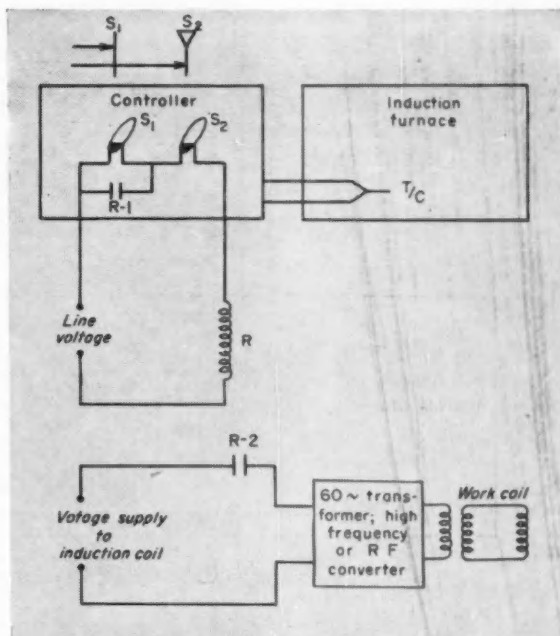 S1 S2
Controller
S1 S2
R-1
Induction
furnace
T/C
Line
voltage
R
R-2
Votage supply
to
induction coil
60 ~ trans-
former; high
frequency
or R F
converter
Work coil